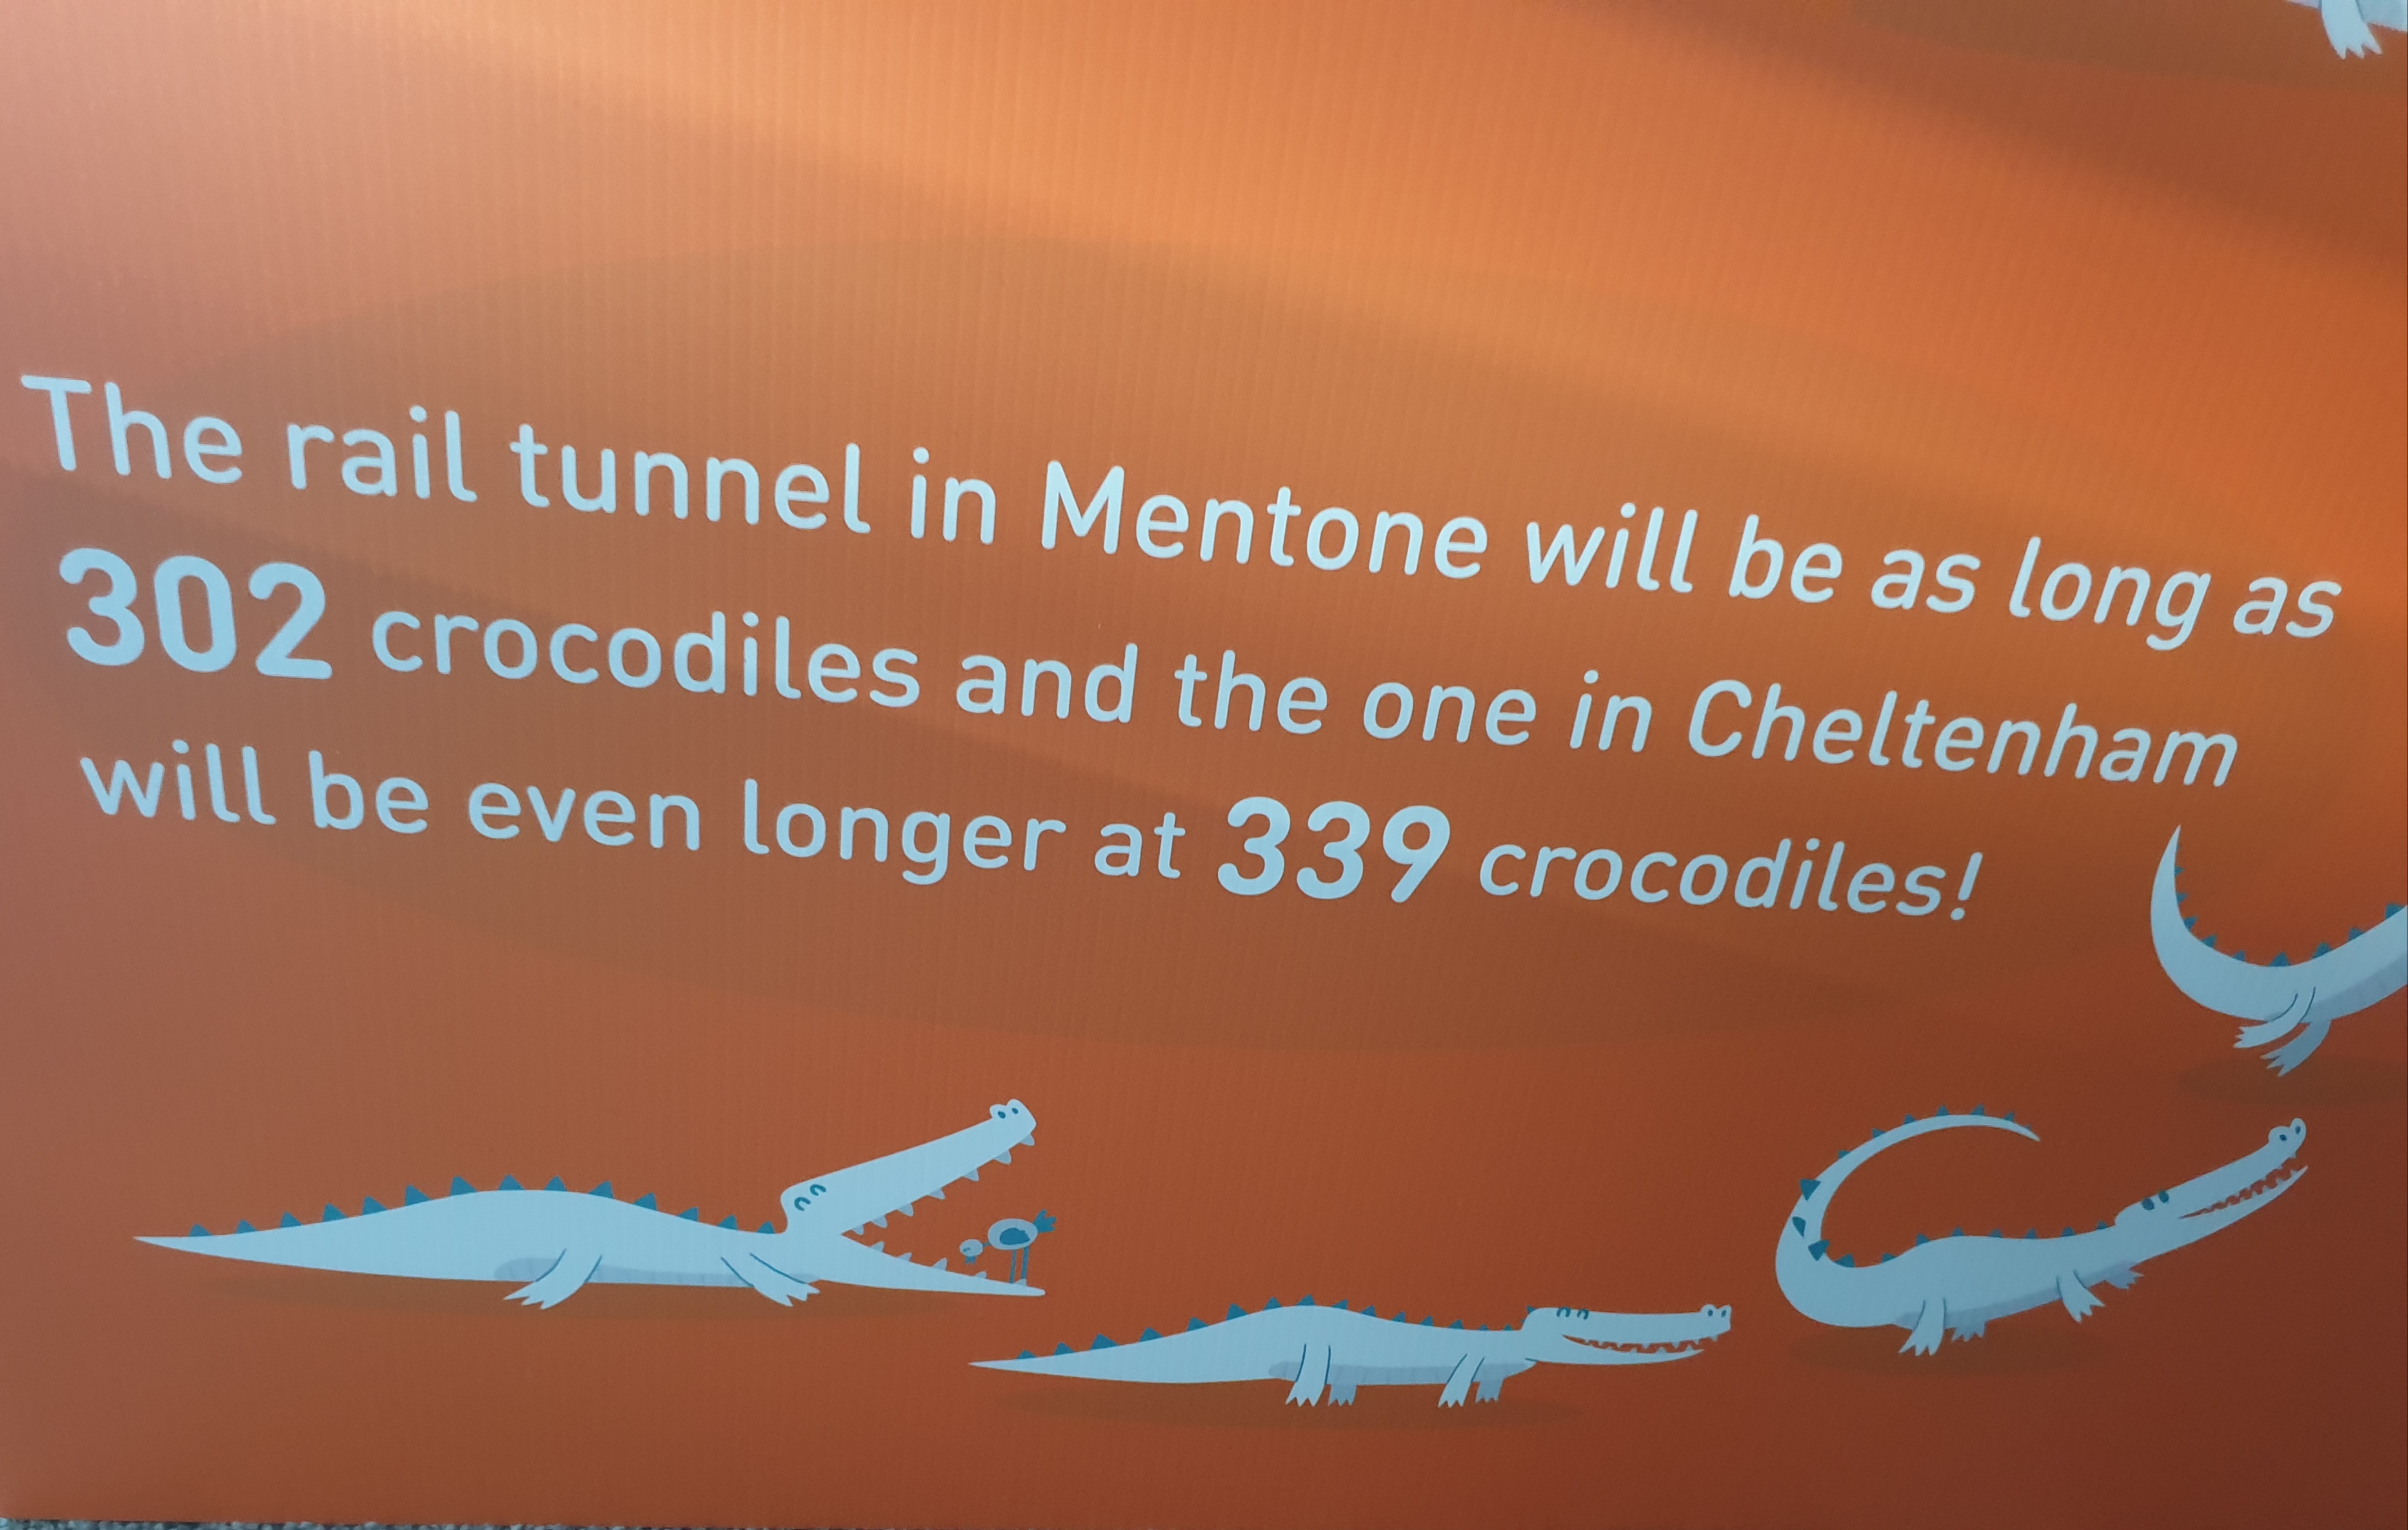 The rail tunnel in Mentone will be as long as
302 crocodiles and the one in Cheltenham
will be even longer at 339 crocodiles!